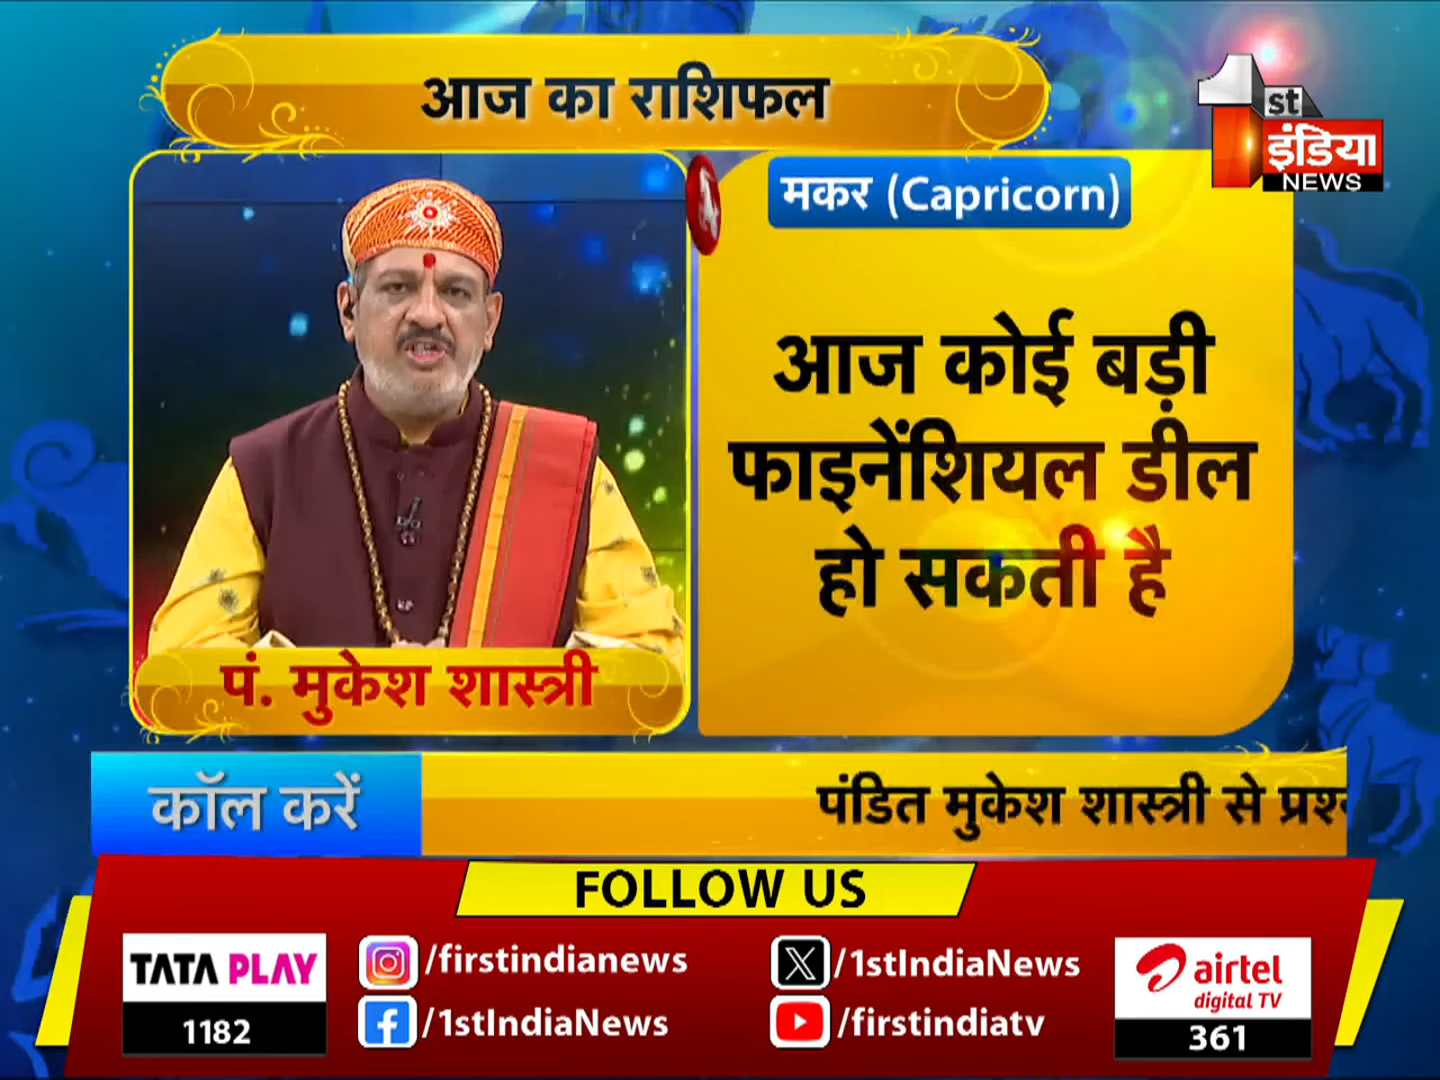 आज का राशिफल
1st
इंडिया
NEWS
मकर (Capricorn)
आज कोई बड़ी
फाइनेंशियल डील
हो सकती है
पं. मुकेश शास्त्री
कॉल करें
पंडित मुकेश शास्त्री से
FOLLOW US
TATA PLAY
1182
/firstindianews
/1stIndiaNews
/1stIndiaNews
/firstindiatv
airtel
digital TV
361